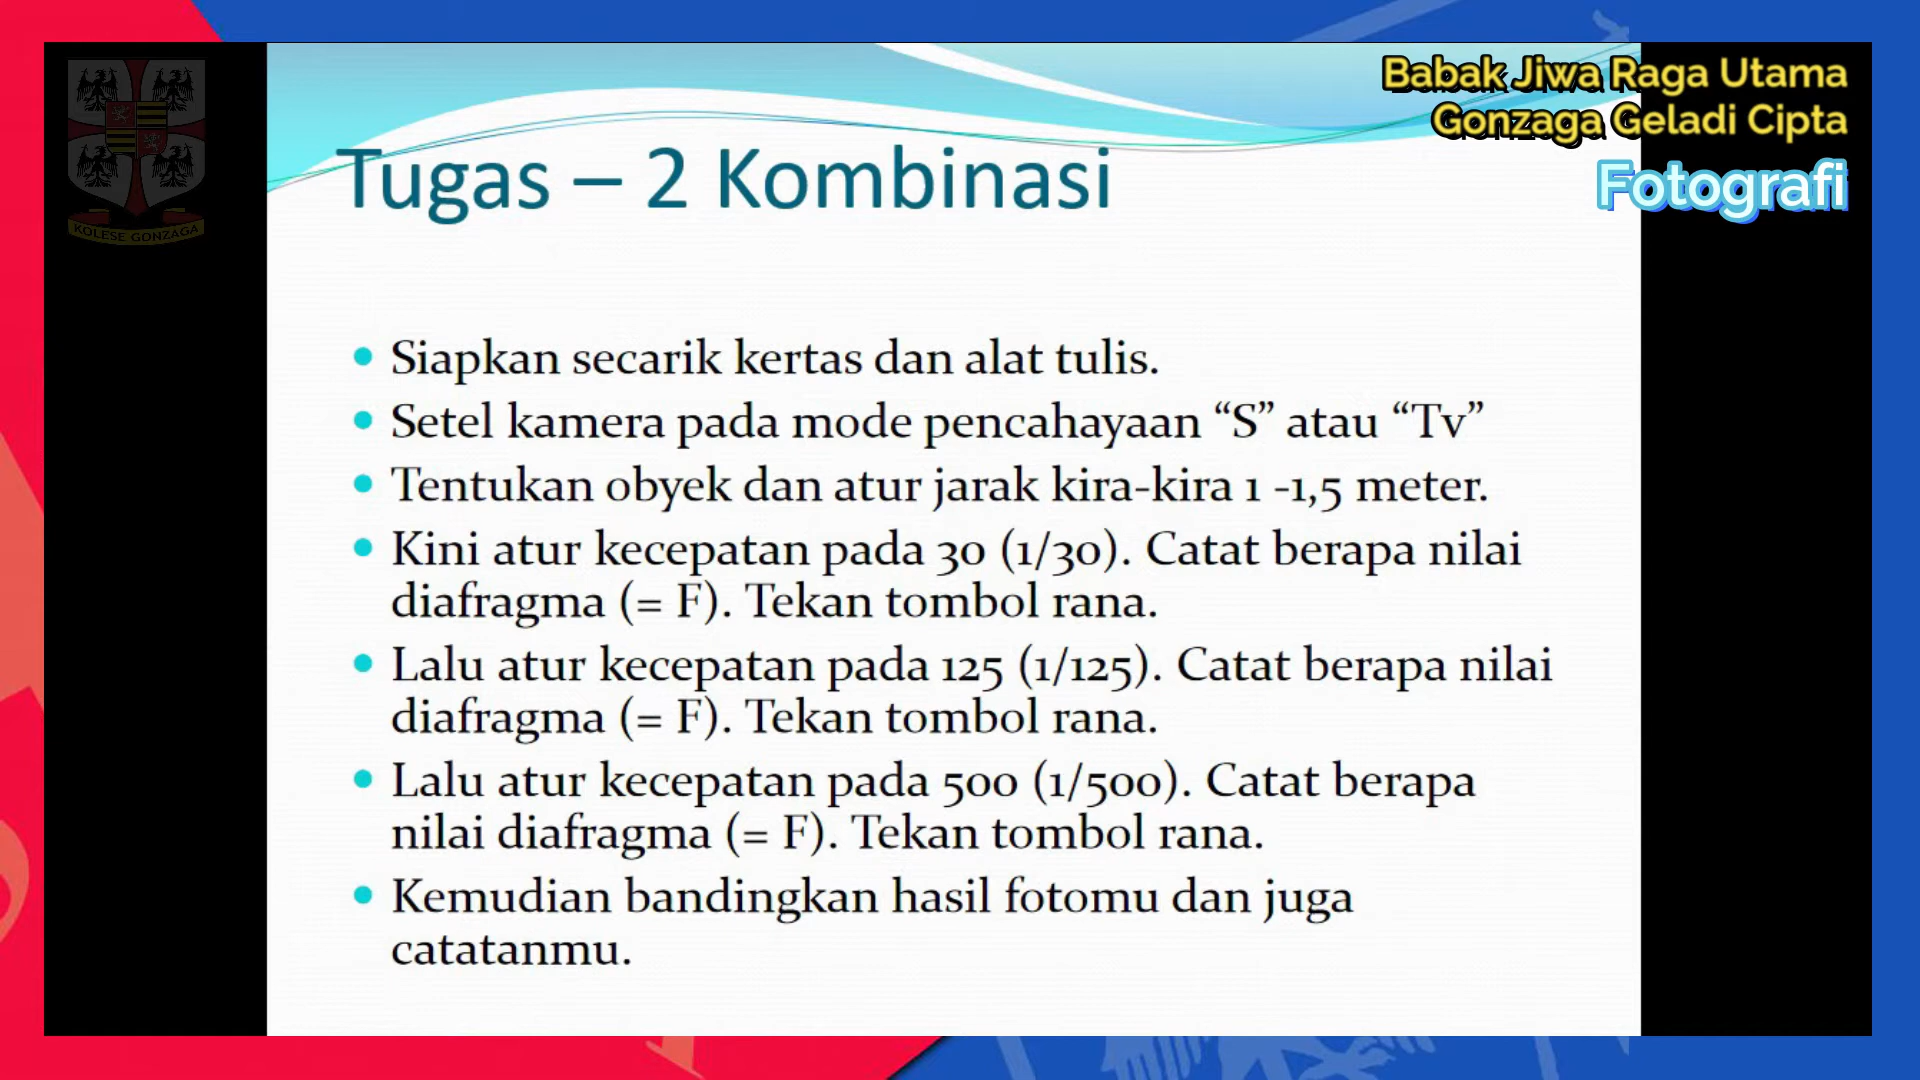 KOLESE GONZAGA
Babak Jiwa Raga Utama
Gonzaga Geladi Cipta
Fotografi
Tugas – 2 Kombinasi
Siapkan secarik kertas dan alat tulis.
Setel kamera pada mode pencahayaan “S” atau “Tv”
Tentukan obyek dan atur jarak kira-kira 1 -1,5 meter.
Kini atur kecepatan pada 30 (1/30). Catat berapa nilai
diafragma (= F). Tekan tombol rana.
Lalu atur kecepatan pada 125 (1/125). Catat berapa nilai
diafragma (= F). Tekan tombol rana.
Lalu atur kecepatan pada 500 (1/500). Catat berapa
nilai diafragma (= F). Tekan tombol rana.
Kemudian bandingkan hasil fotomu dan juga
catatanmu.